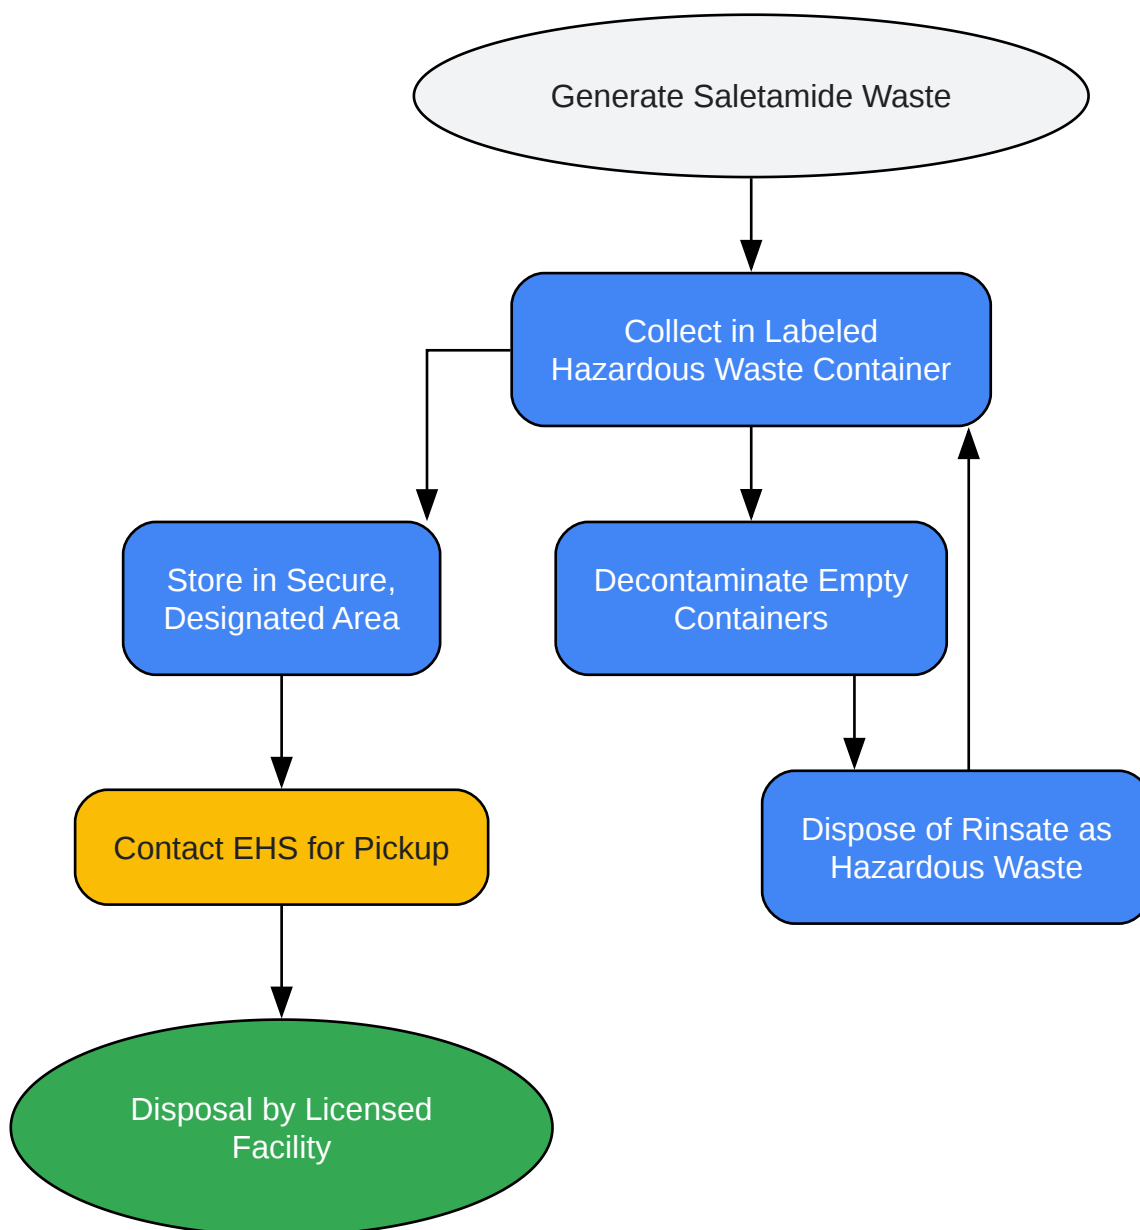 Generate Saletamide Waste
Collect in Labeled
Hazardous Waste Container
Store in Secure,
Designated Area
Decontaminate Empty
Containers
Contact EHS for Pickup
Dispose of Rinsate as
Hazardous Waste
Disposal by Licensed
Facility